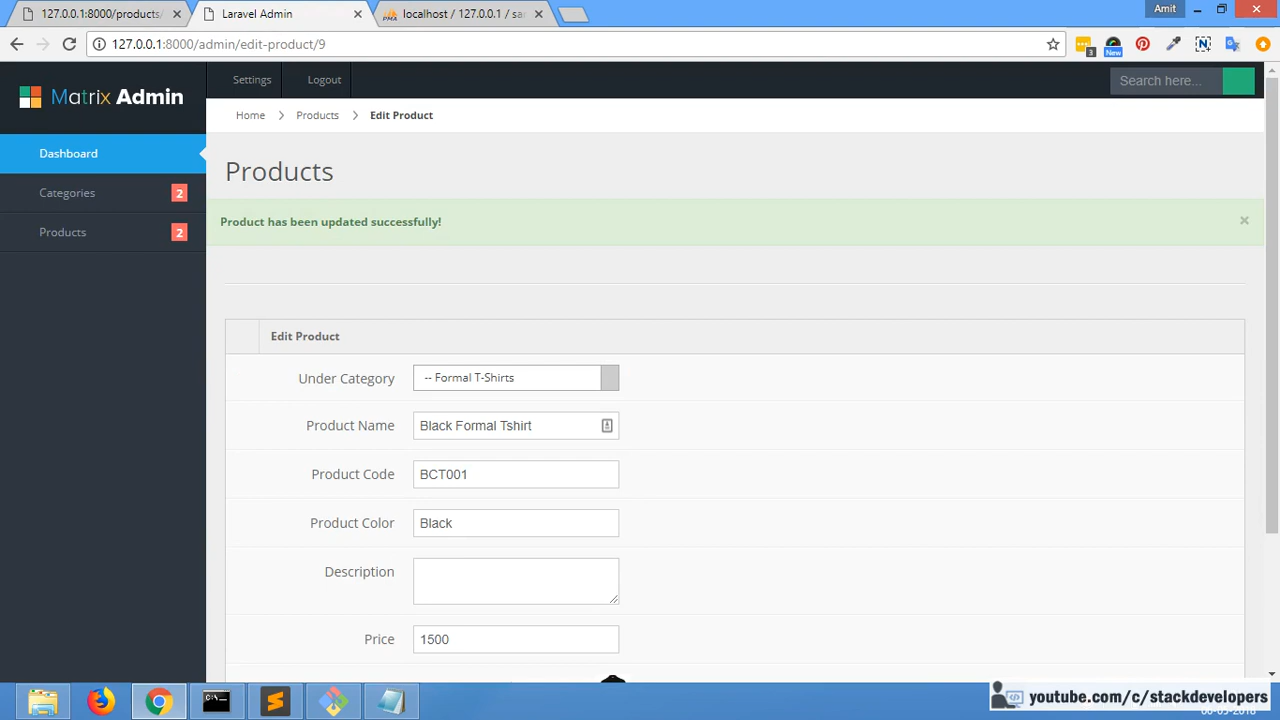 127.0.0.1:8000/products/
Laravel Admin
localhost / 127.0.0.1 / sar
Amit
127.0.0.1:8000/admin/edit-product/9
3
New
Matrix Admin
Settings
Logout
Search here...
Home
Products
Edit Product
Dashboard
Categories
2
Products
2
Products
Product has been updated successfully!
×
Edit Product
Under Category
-- Formal T-Shirts
Product Name
Black Formal Tshirt
Product Code
BCT001
Product Color
Black
Description
Price
1500
youtube.com/c/stackdevelopers